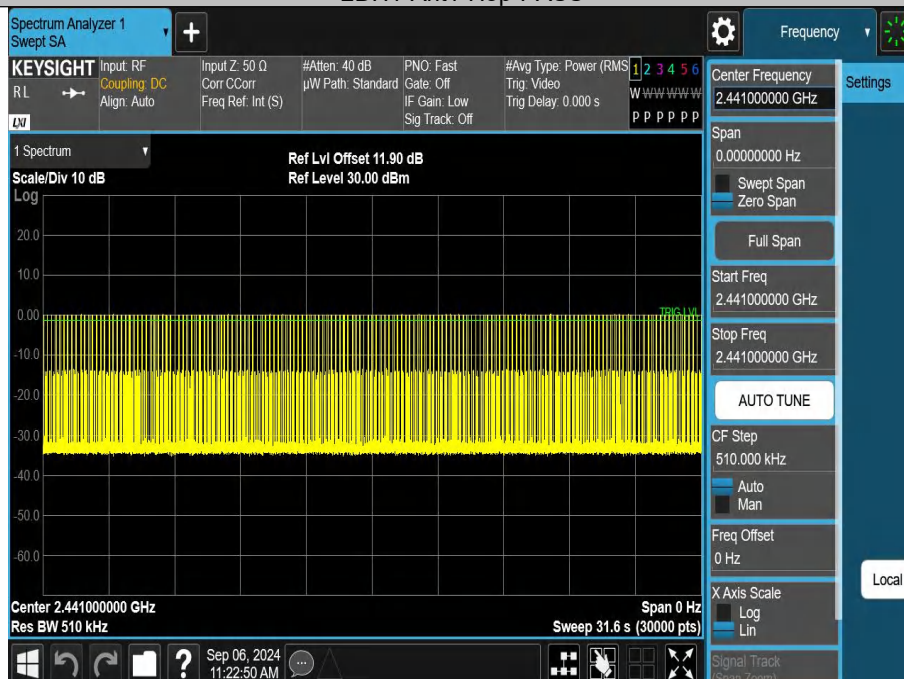 Spectrum Analyzer 1
Swept SA
+
Frequency
KEYSIGHT
RL
LXI
Input: RF
Coupling: DC
Align: Auto
Input Z: 50 Ω
Corr CCorr
Freq Ref: Int (S)
#Atten: 40 dB
µW Path: Standard
PNO: Fast
Gate: Off
IF Gain: Low
Sig Track: Off
#Avg Type: Power (RMS
Trig: Video
Trig Delay: 0.000 s
1 2 3 4 5 6
W W W W W W
P P P P P P
Center Frequency
2.441000000 GHz
Settings
Span
0.00000000 Hz
Swept Span
Zero Span
Full Span
Start Freq
2.441000000 GHz
Stop Freq
2.441000000 GHz
AUTO TUNE
CF Step
510.000 kHz
Auto
Man
Freq Offset
0 Hz
X Axis Scale
Log
Lin
Signal Track
(Span Zoom)
Local
1 Spectrum
Scale/Div 10 dB
Ref Lvl Offset 11.90 dB
Ref Level 30.00 dBm
Log
20.0
10.0
0.00
TRIG LVL
-10.0
-20.0
-30.0
-40.0
-50.0
-60.0
Center 2.441000000 GHz
Span 0 Hz
Res BW 510 kHz
Sweep 31.6 s (30000 pts)
?
Sep 06, 2024
11:22:50 AM